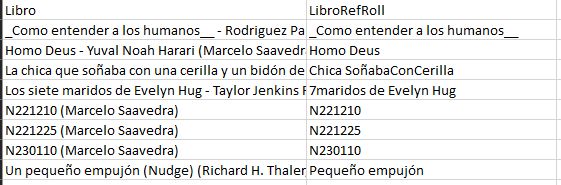 Libro LibroRefRoll
_Como entender a los humanos__ - Rodriguez Pa _Como entender a los humanos__
Homo Deus - Yuval Noah Harari (Marcelo Saavedr Homo Deus
La chica que soñaba con una cerilla y un bidón de Chica SoñabaConCerilla
Los siete maridos de Evelyn Hug - Taylor Jenkins R 7maridos de Evelyn Hug
N221210 (Marcelo Saavedra) N221210
N221225 (Marcelo Saavedra) N221225
N230110 (Marcelo Saavedra) N230110
Un pequeño empujón (Nudge) (Richard H. Thaler Pequeño empujón